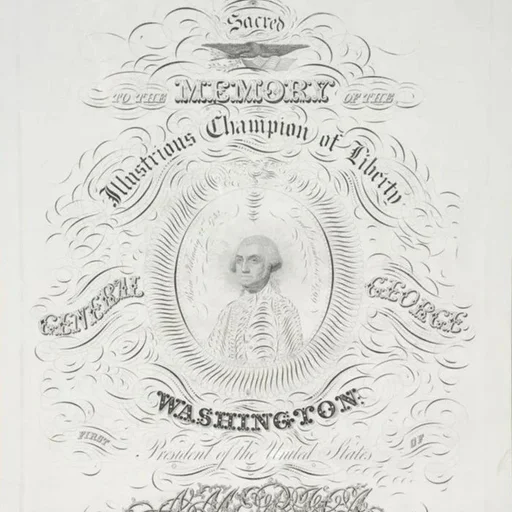 Sacred
TO THE MEMORY OF THE
Illustrious Champion of Liberty
GENERAL GEORGE
WASHINGTON
FIRST President of the United States OF
AMERICA